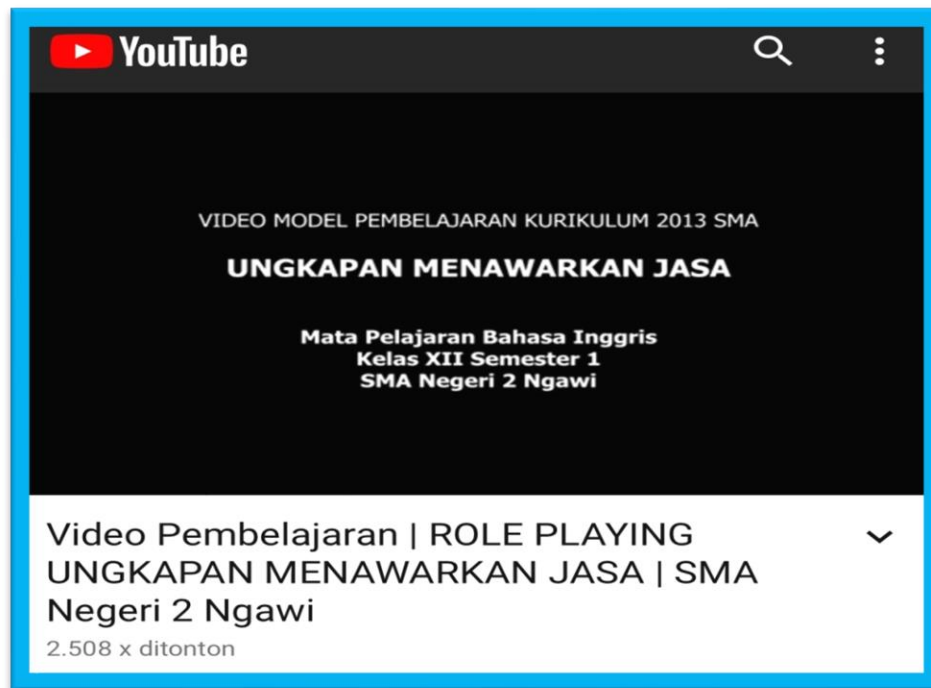 YouTube
VIDEO MODEL PEMBELAJARAN KURIKULUM 2013 SMA
UNGKAPAN MENAWARKAN JASA
Mata Pelajaran Bahasa Inggris
Kelas XII Semester 1
SMA Negeri 2 Ngawi
Video Pembelajaran | ROLE PLAYING
UNGKAPAN MENAWARKAN JASA | SMA
Negeri 2 Ngawi
2.508 x ditonton